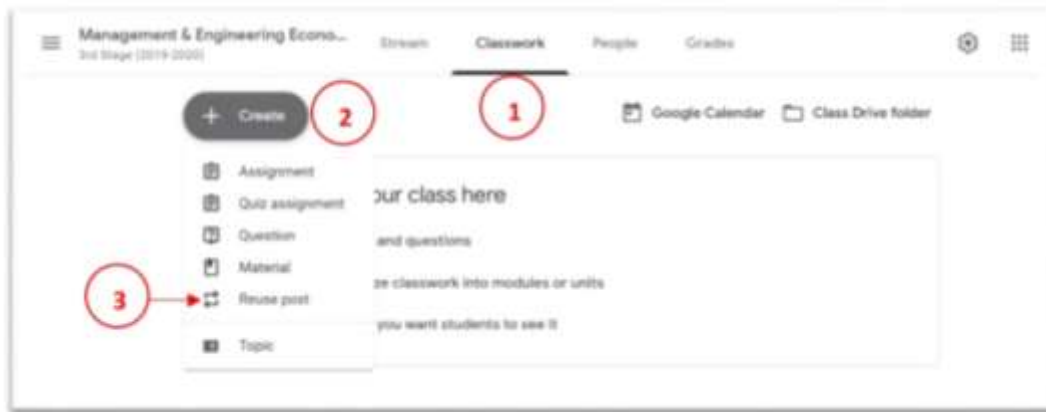 Management & Engineering Econo...
3rd Stage (2019-2020)
Stream
Classwork
People
Grades
1
+ Create
2
Google Calendar
Class Drive folder
Assignment
Quiz assignment
Question
Material
Reuse post
3
Topic
our class here
and questions
ze classwork into modules or units
you want students to see it